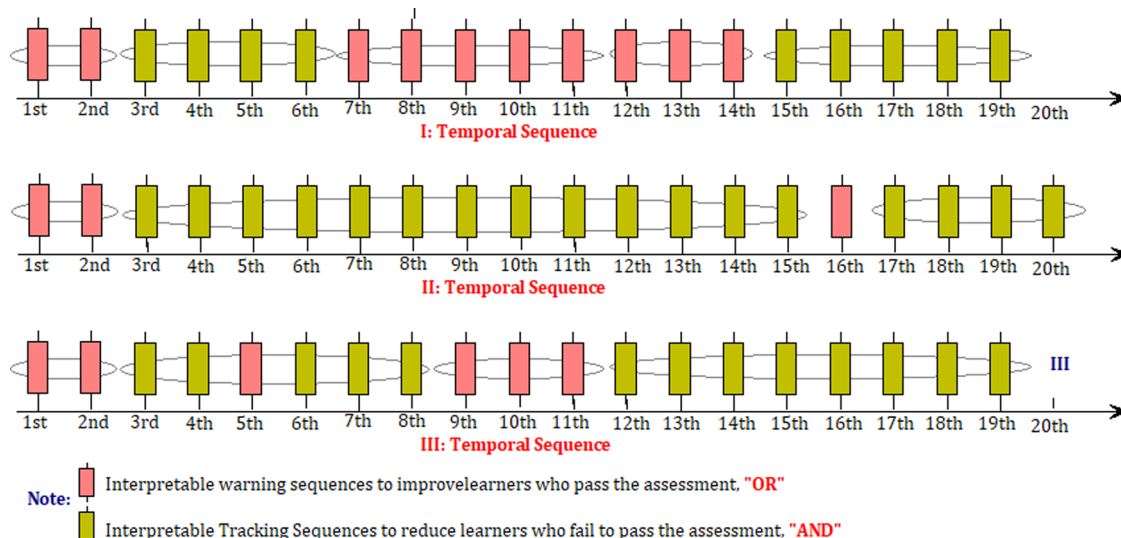 1st 2nd 3rd 4th 5th 6th 7th 8th 9th 10th 11th 12th 13th 14th 15th 16th 17th 18th 19th 20th
I: Temporal Sequence
1st 2nd 3rd 4th 5th 6th 7th 8th 9th 10th 11th 12th 13th 14th 15th 16th 17th 18th 19th 20th
II: Temporal Sequence
III
1st 2nd 3rd 4th 5th 6th 7th 8th 9th 10th 11th 12th 13th 14th 15th 16th 17th 18th 19th 20th
III: Temporal Sequence
Note:
Interpretable warning sequences to improvelearners who pass the assessment, "OR"
Interpretable Tracking Sequences to reduce learners who fail to pass the assessment, "AND"